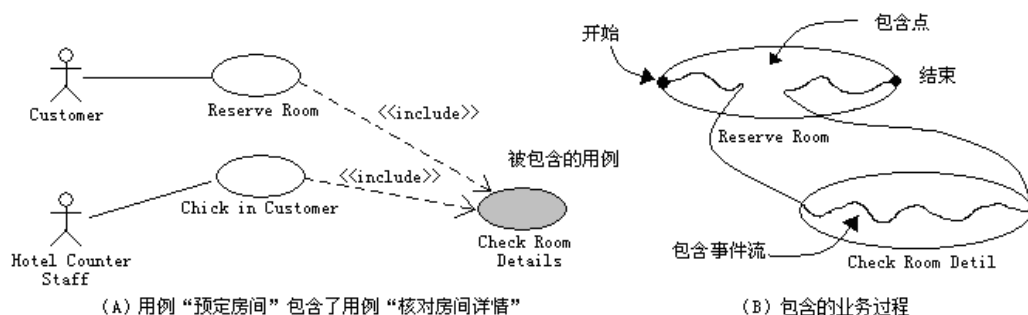 Customer
Reserve Room
<<include>>
<<include>>
被包含的用例
Chick in Customer
Hotel Counter
Staff
Check Room
Details
(A) 用例“预定房间”包含了用例“核对房间详情”
开始
包含点
结束
Reserve Room
包含事件流
Check Room Detil
(B) 包含的业务过程